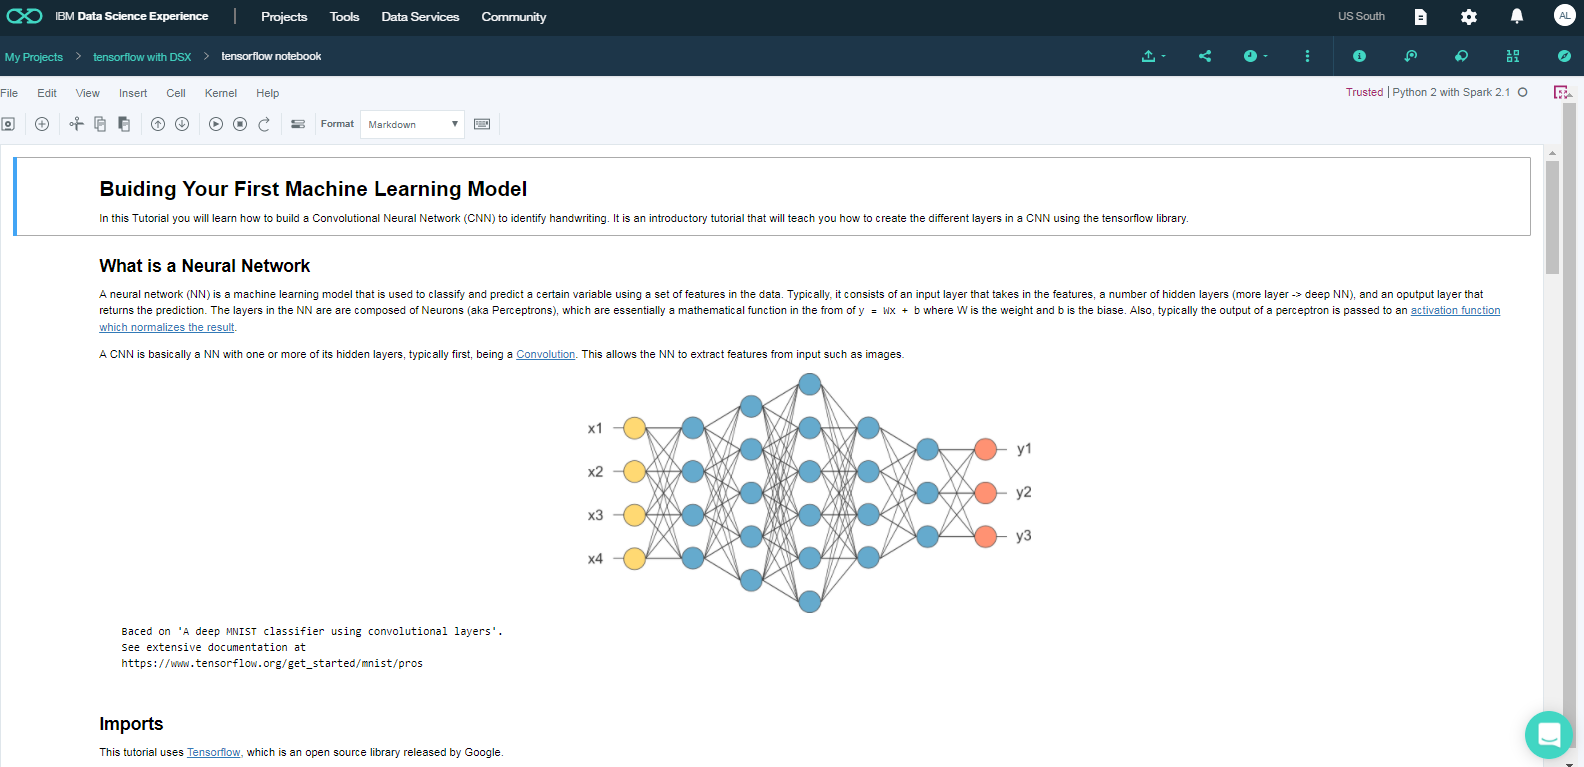 IBM Data Science Experience | Projects Tools Data Services Community US South AL
My Projects > tensorflow with DSX > tensorflow notebook
File Edit View Insert Cell Kernel Help Trusted | Python 2 with Spark 2.1
Format Markdown
Buiding Your First Machine Learning Model
In this Tutorial you will learn how to build a Convolutional Neural Network (CNN) to identify handwriting. It is an introductory tutorial that will teach you how to create the different layers in a CNN using the tensorflow library.
What is a Neural Network
A neural network (NN) is a machine learning model that is used to classify and predict a certain variable using a set of features in the data. Typically, it consists of an input layer that takes in the features, a number of hidden layers (more layer -> deep NN), and an oputput layer that
returns the prediction. The layers in the NN are are composed of Neurons (aka Perceptrons), which are essentially a mathematical function in the from of y = Wx + b where W is the weight and b is the biase. Also, typically the output of a perceptron is passed to an activation function
which normalizes the result.
A CNN is basically a NN with one or more of its hidden layers, typically first, being a Convolution. This allows the NN to extract features from input such as images.
x1
y1
x2
y2
x3
y3
x4
Baced on 'A deep MNIST classifier using convolutional layers'.
See extensive documentation at
https://www.tensorflow.org/get_started/mnist/pros
Imports
This tutorial uses Tensorflow, which is an open source library released by Google.